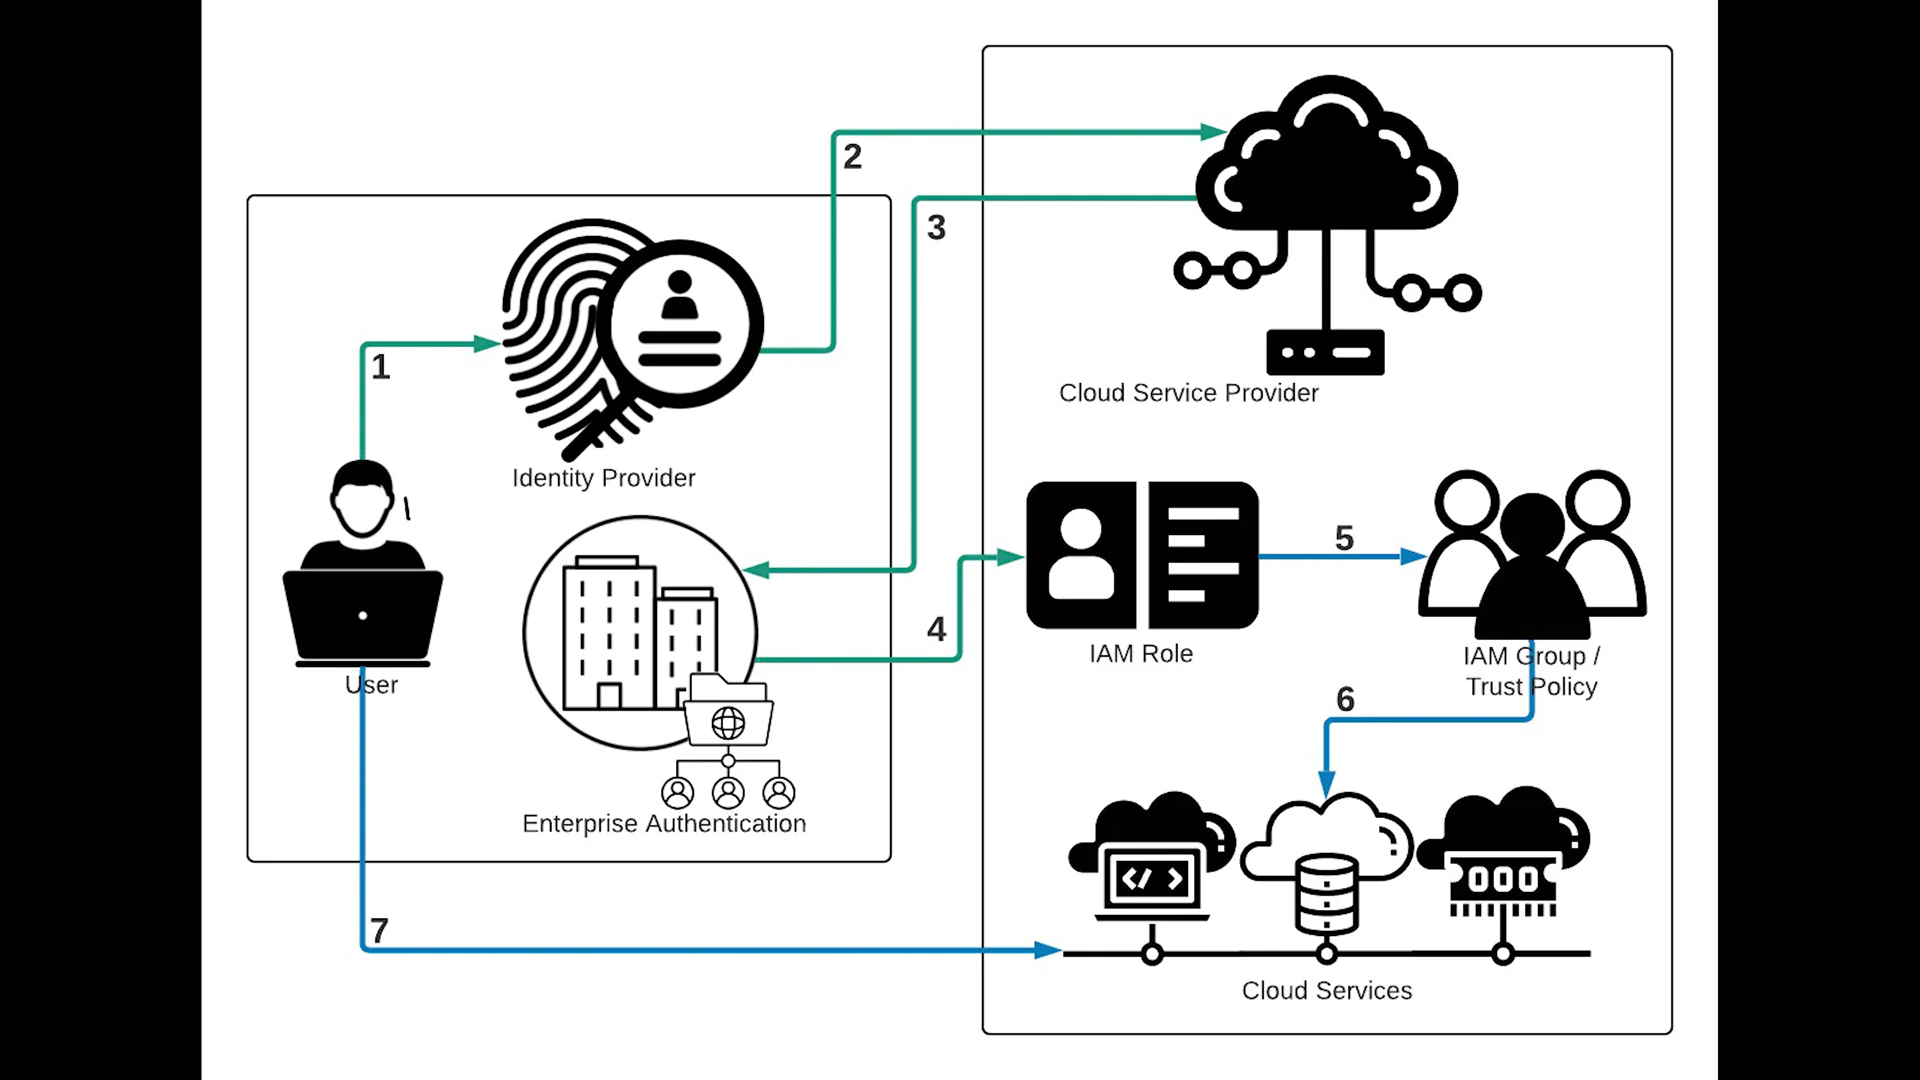 2
3
1
Cloud Service Provider
Identity Provider
5
4
IAM Role
IAM Group /
Trust Policy
User
6
</>
000
Enterprise Authentication
7
Cloud Services